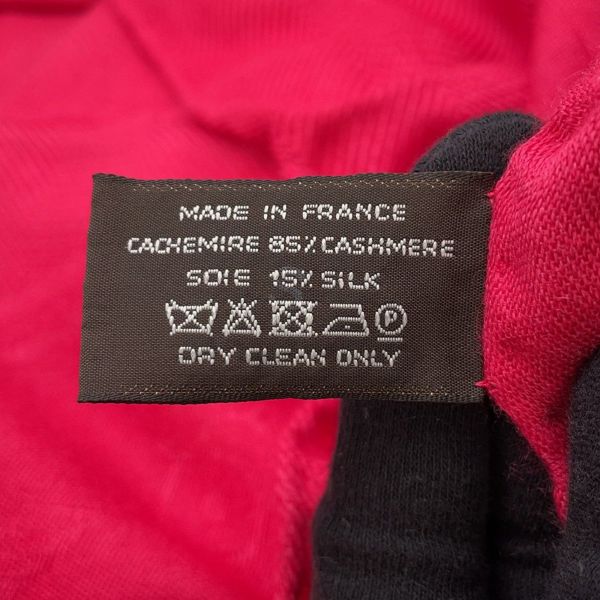 MADE IN FRANCE
CACHEMIRE 85% CASHMERE
SOIE 15% SILK
P
DRY CLEAN ONLY